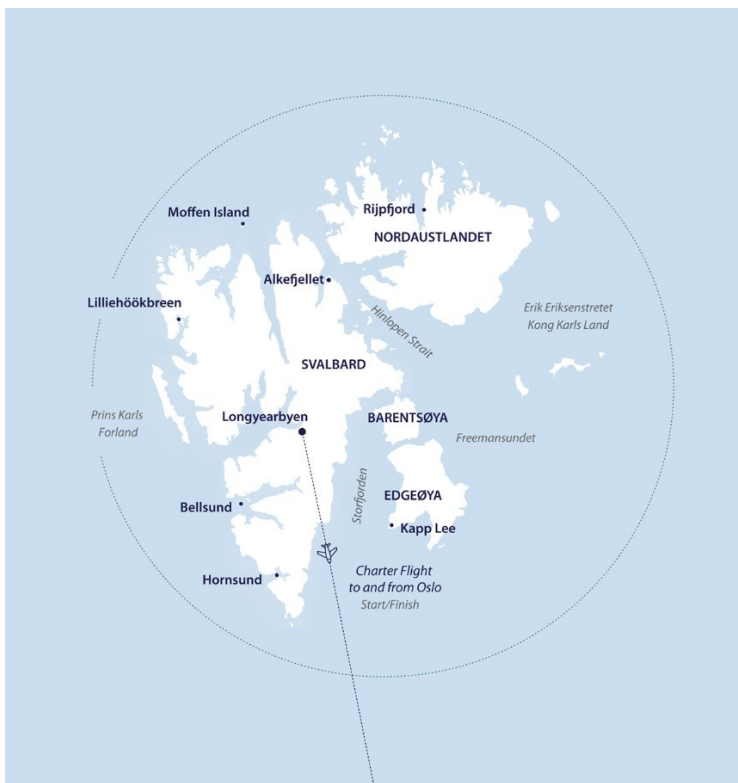 Moffen Island
Rijpfjord
NORDAUSTLANDET
Alkefjellet
Lilliehöökbreen
Hinlopen Strait
Erik Eriksenstretet
Kong Karls Land
SVALBARD
Prins Karls
Forland
Longyearbyen
BARENTSØYA
Freemansundet
Storfjorden
EDGEØYA
Bellsund
Kapp Lee
Hornsund
Charter Flight
to and from Oslo
Start/Finish